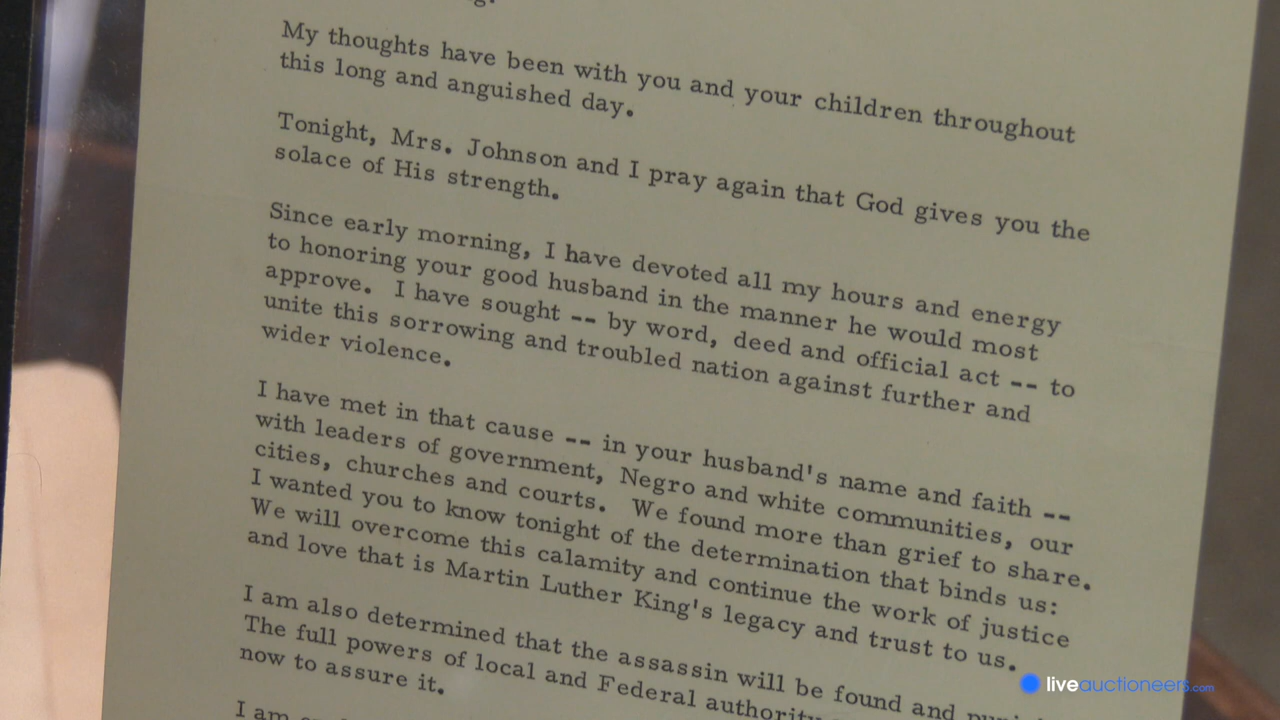 My thoughts have been with you and your children throughout
this long and anguished day.
Tonight, Mrs. Johnson and I pray again that God gives you the
solace of His strength.
Since early morning, I have devoted all my hours and energy
to honoring your good husband in the manner he would most
approve. I have sought -- by word, deed and official act -- to
unite this sorrowing and troubled nation against further and
wider violence.
I have met in that cause -- in your husband's name and faith --
with leaders of government, Negro and white communities, our
cities, churches and courts. We found more than grief to share.
I wanted you to know tonight of the determination that binds us:
We will overcome this calamity and continue the work of justice
and love that is Martin Luther King's legacy and trust to us.
I am also determined that the assassin will be found and
The full powers of local and Federal authority
now to assure it.
I am
liveauctioneers.com